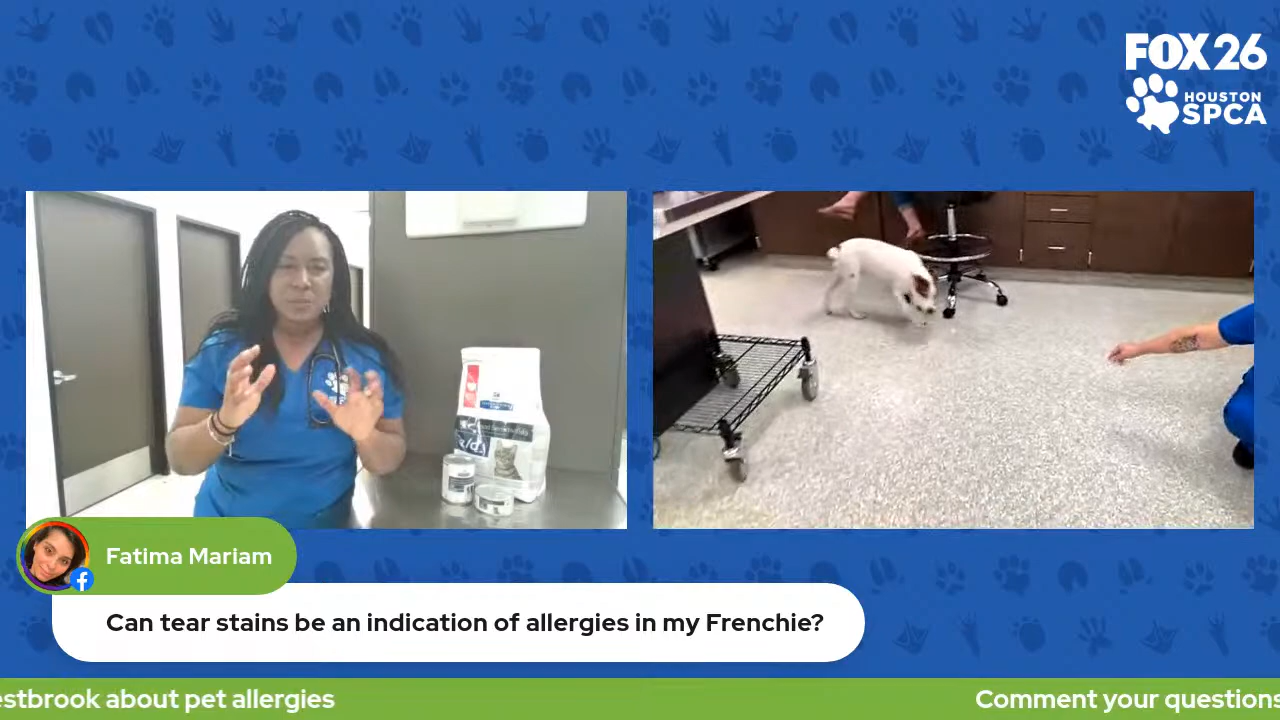 FOX 26
HOUSTON
SPCA
Fatima Mariam
Can tear stains be an indication of allergies in my Frenchie?
estbrook about pet allergies
Comment your questions